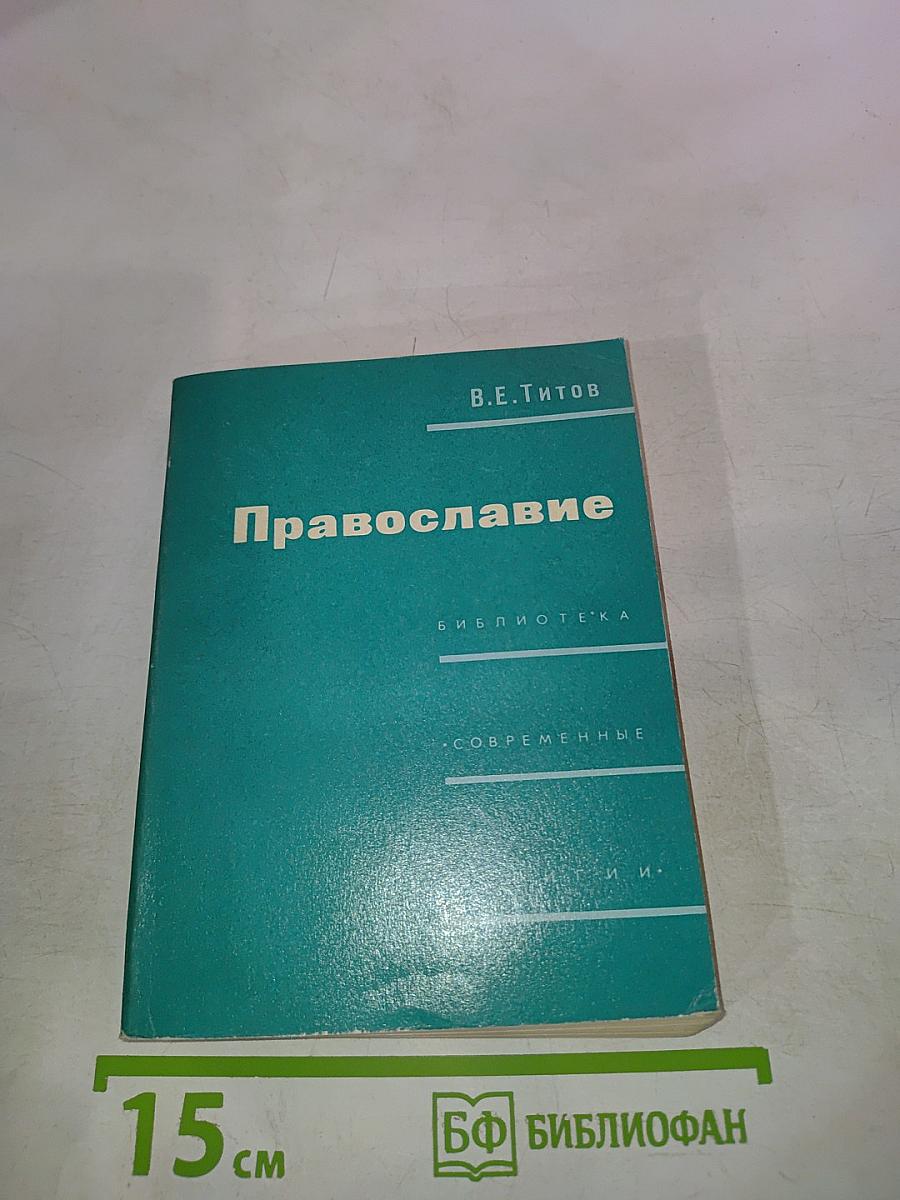 В.Е.Титов
Православие
БИБЛИОТЕКА
•СОВРЕМЕННЫЕ
15 см
БФ БИБЛИОФАН